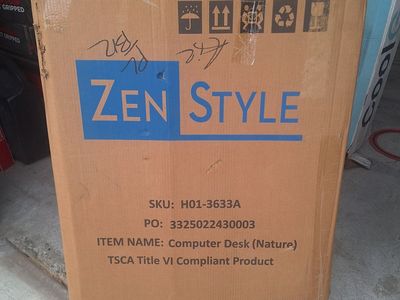 ZEN STYLE
SKU: H01-3633A
PO: 3325022430003
ITEM NAME: Computer Desk (Nature)
TSCA Title VI Compliant Product